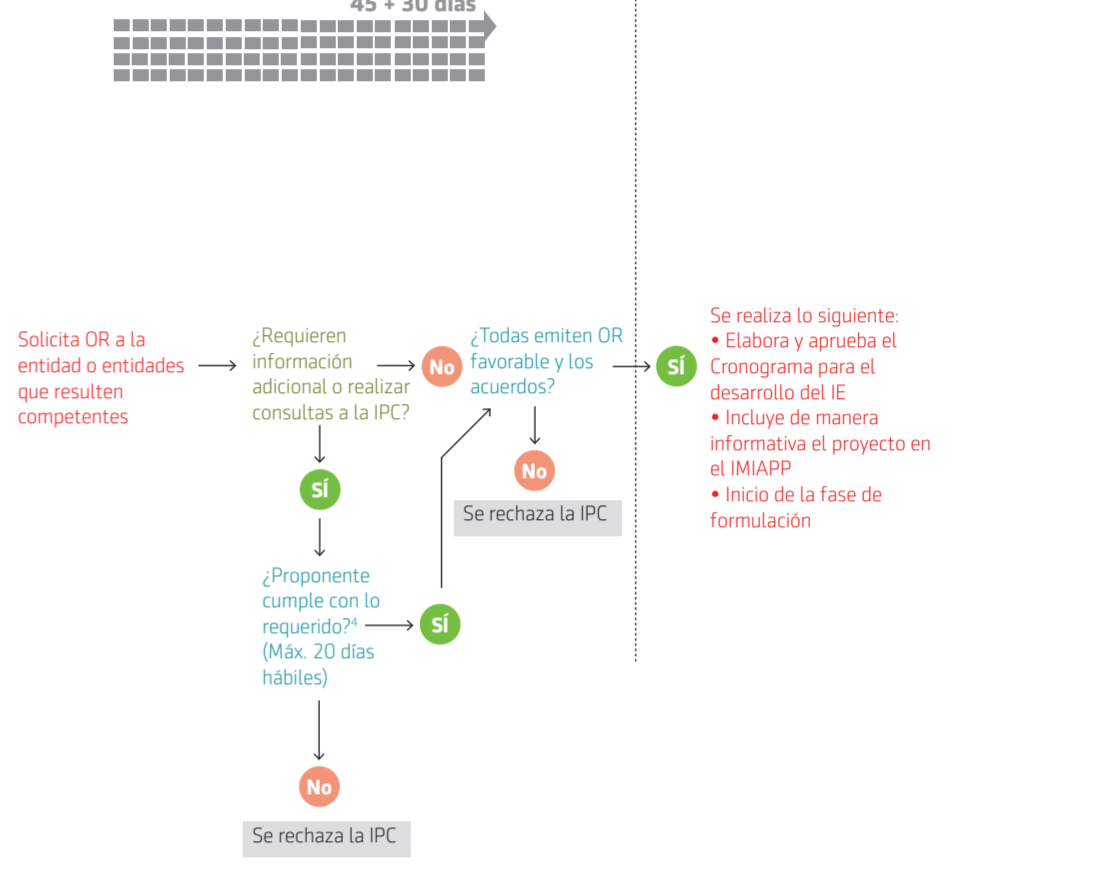 45 + 30 días
Solicita OR a la
entidad o entidades
que resulten
competentes
¿Requieren
información
adicional o realizar
consultas a la IPC?
No
¿Todas emiten OR
favorable y los
acuerdos?
SÍ
Se realiza lo siguiente:
• Elabora y aprueba el
Cronograma para el
desarrollo del IE
• Incluye de manera
informativa el proyecto en
el IMIAPP
• Inicio de la fase de
formulación
SÍ
No
Se rechaza la IPC
¿Proponente
cumple con lo
requerido?⁴
(Máx. 20 días
hábiles)
SÍ
No
Se rechaza la IPC